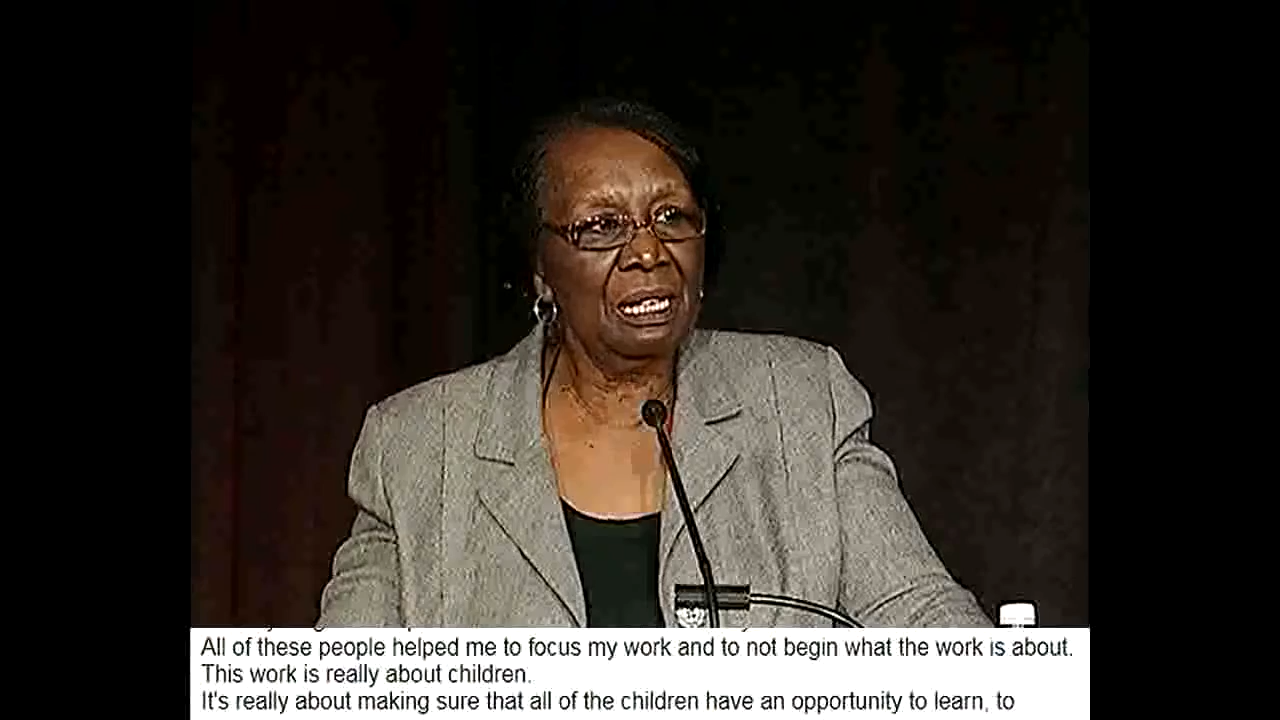 All of these people helped me to focus my work and to not begin what the work is about.
This work is really about children.
It's really about making sure that all of the children have an opportunity to learn, to